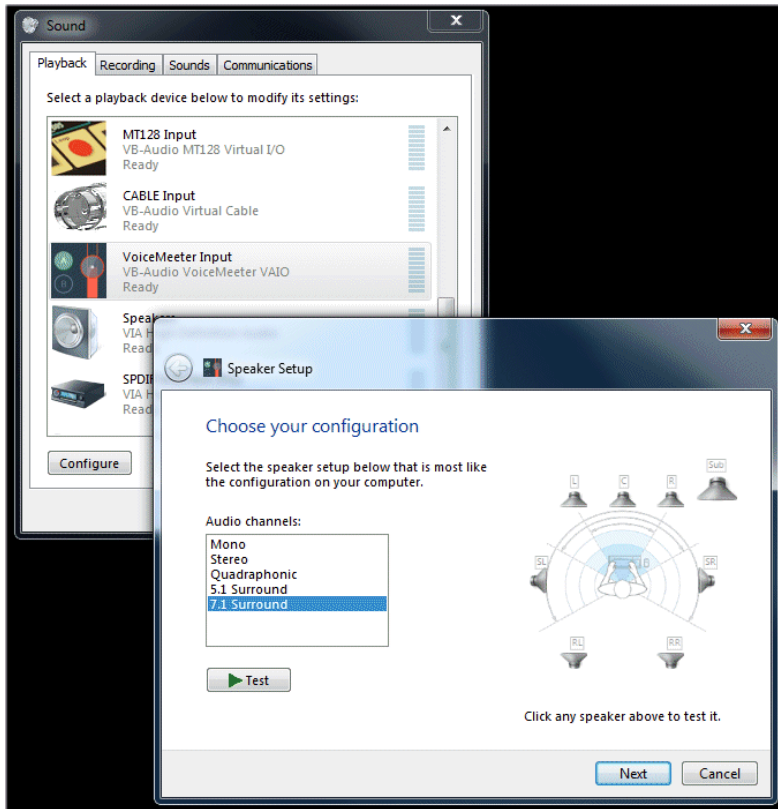 Sound
Playback
Recording
Sounds
Communications
Select a playback device below to modify its settings:
MT128 Input
VB-Audio MT128 Virtual I/O
Ready
CABLE Input
VB-Audio Virtual Cable
Ready
VoiceMeeter Input
VB-Audio VoiceMeeter VAIO
Ready
VIA
SPDIF
VIA
Configure
Speaker Setup
Choose your configuration
Select the speaker setup below that is most like
the configuration on your computer.
Audio channels:
Mono
Stereo
Quadraphonic
5.1 Surround
7.1 Surround
Test
L
C
R
Sub
SL
SR
RL
RR
Click any speaker above to test it.
Next
Cancel